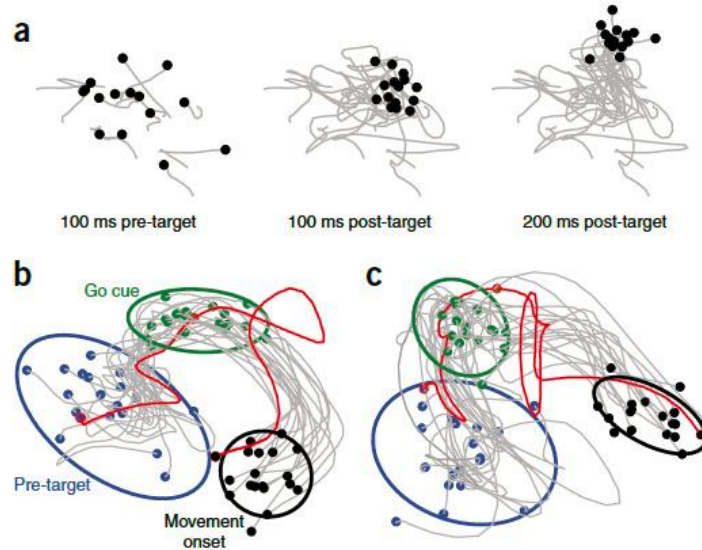 a
100 ms pre-target
100 ms post-target
200 ms post-target
b
Go cue
Pre-target
Movement
onset
c